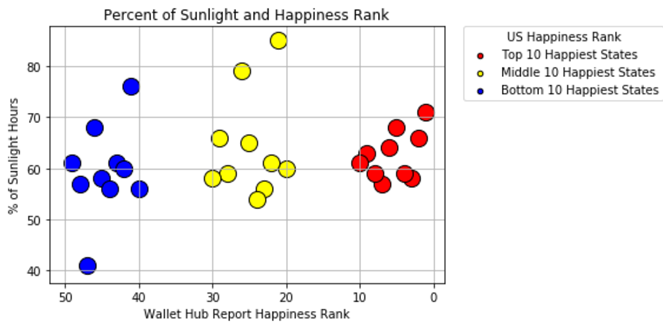 Percent of Sunlight and Happiness Rank
US Happiness Rank
Top 10 Happiest States
Middle 10 Happiest States
Bottom 10 Happiest States
% of Sunlight Hours
80
70
60
50
40
50 40 30 20 10 0
Wallet Hub Report Happiness Rank